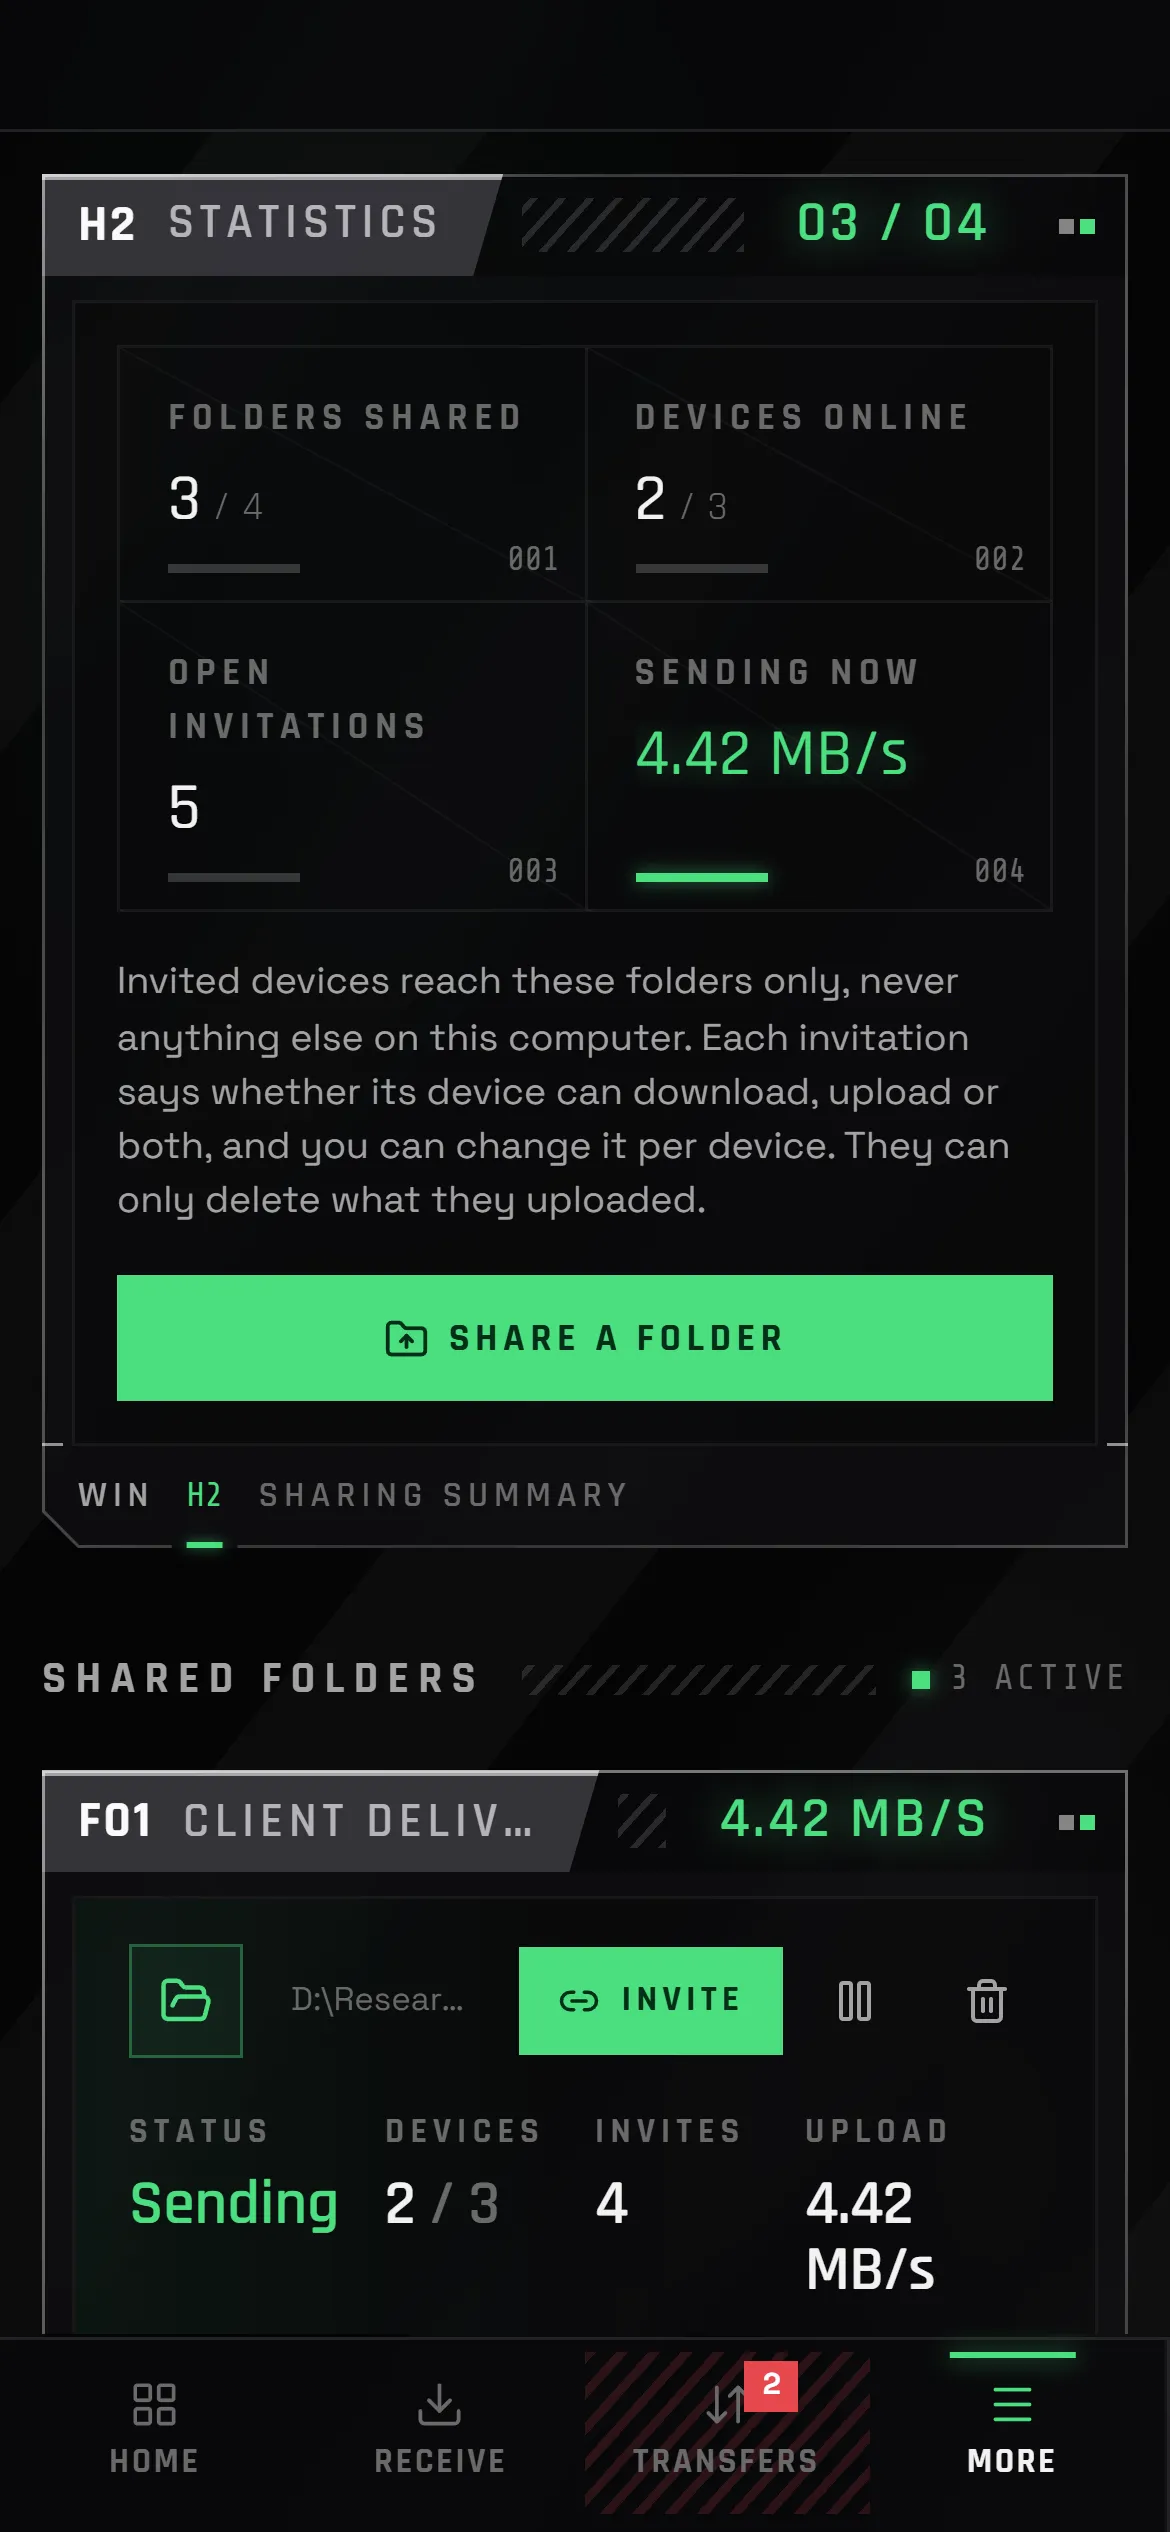 H2 STATISTICS 03 / 04
FOLDERS SHARED
3 / 4
001
DEVICES ONLINE
2 / 3
002
OPEN
INVITATIONS
5
003
SENDING NOW
4.42 MB/s
004
Invited devices reach these folders only, never
anything else on this computer. Each invitation
says whether its device can download, upload or
both, and you can change it per device. They can
only delete what they uploaded.
SHARE A FOLDER
WIN H2 SHARING SUMMARY
SHARED FOLDERS 3 ACTIVE
F01 CLIENT DELIV... 4.42 MB/S
D:\Resear... INVITE
STATUS DEVICES INVITES UPLOAD
Sending 2 / 3 4 4.42
MB/s
2
HOME RECEIVE TRANSFERS MORE